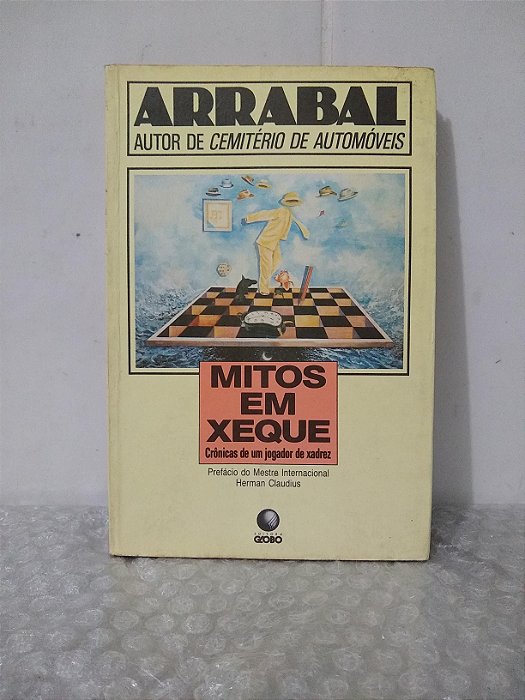 ARRABAL
AUTOR DE CEMITÉRIO DE AUTOMÓVEIS
MITOS
EM
XEQUE
Crônicas de um jogador de xadrez
Prefácio do Mestre Internacional
Herman Claudius
EDITORA
GLOBO